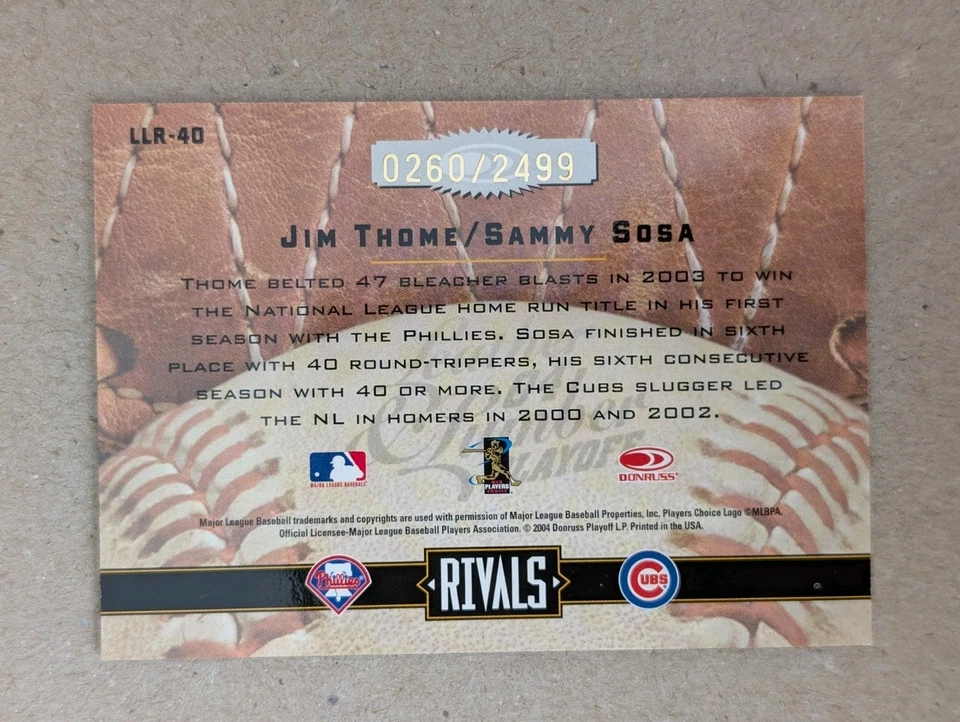 LLR-40
0260/2499
JIM THOME/SAMMY SOSA
THOME BELTED 47 BLEACHER BLASTS IN 2003 TO WIN
THE NATIONAL LEAGUE HOME RUN TITLE IN HIS FIRST
SEASON WITH THE PHILLIES. SOSA FINISHED IN SIXTH
PLACE WITH 40 ROUND-TRIPPERS, HIS SIXTH CONSECUTIVE
SEASON WITH 40 OR MORE. THE CUBS SLUGGER LED
THE NL IN HOMERS IN 2000 AND 2002.
MAJOR LEAGUE BASEBALL
PLAYERS
CHOICE
DONRUSS
Major League Baseball trademarks and copyrights are used with permission of Major League Baseball Properties, Inc. Players Choice Logo ©MLBPA.
Official Licensee-Major League Baseball Players Association. © 2004 Donruss Playoff L.P. Printed in the USA.
Phillies
RIVALS
CUBS